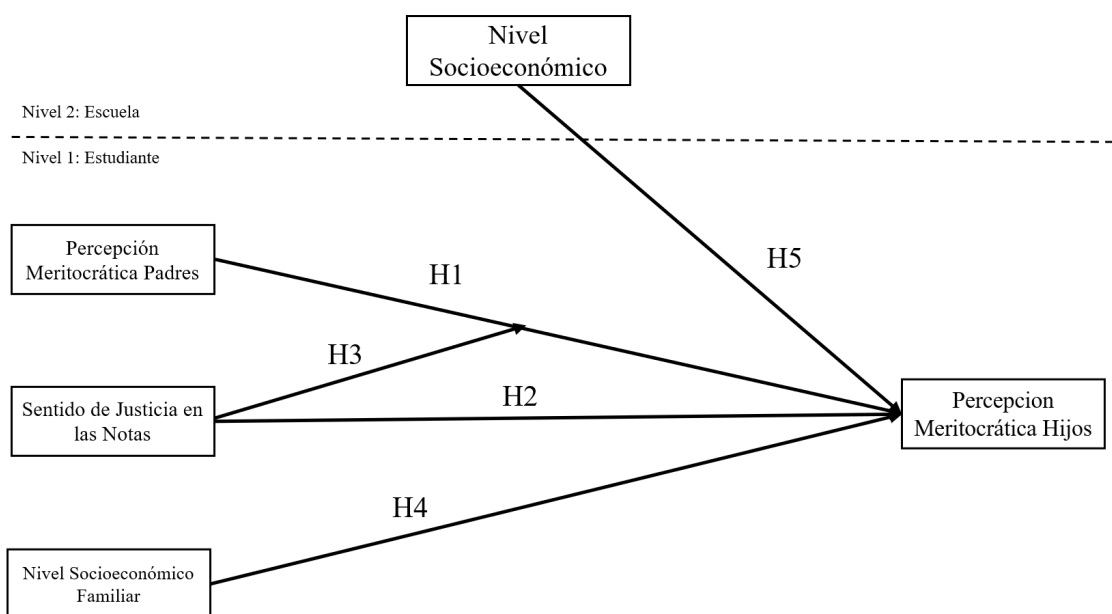 Nivel
Socioeconómico
Nivel 2: Escuela
Nivel 1: Estudiante
Percepción
Meritocrática Padres
H1
H5
H3
Sentido de Justicia en
las Notas
H2
Percepcion
Meritocrática Hijos
H4
Nivel Socioeconómico
Familiar